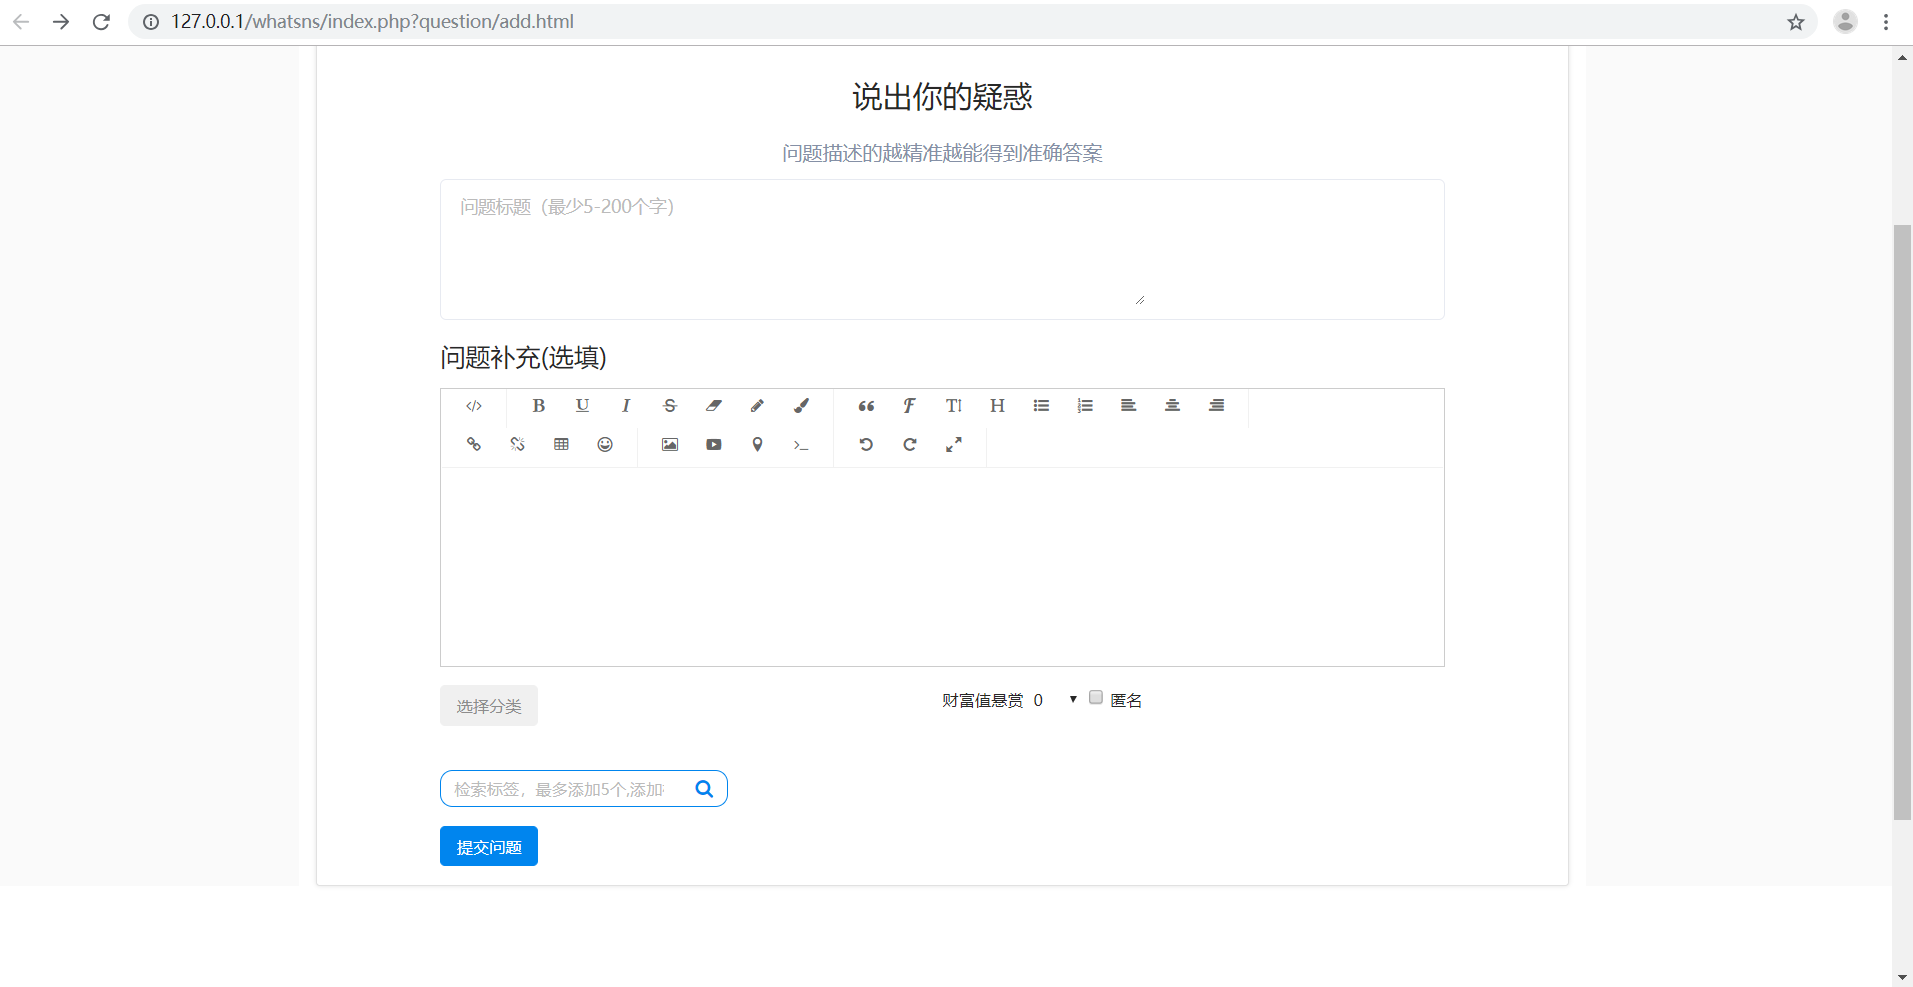 127.0.0.1/whatsns/index.php?question/add.html
说出你的疑惑
问题描述的越精准越能得到准确答案
问题标题（最少5-200个字）
问题补充(选填)
选择分类
财富值悬赏 0 匿名
检索标签，最多添加5个,添加
提交问题